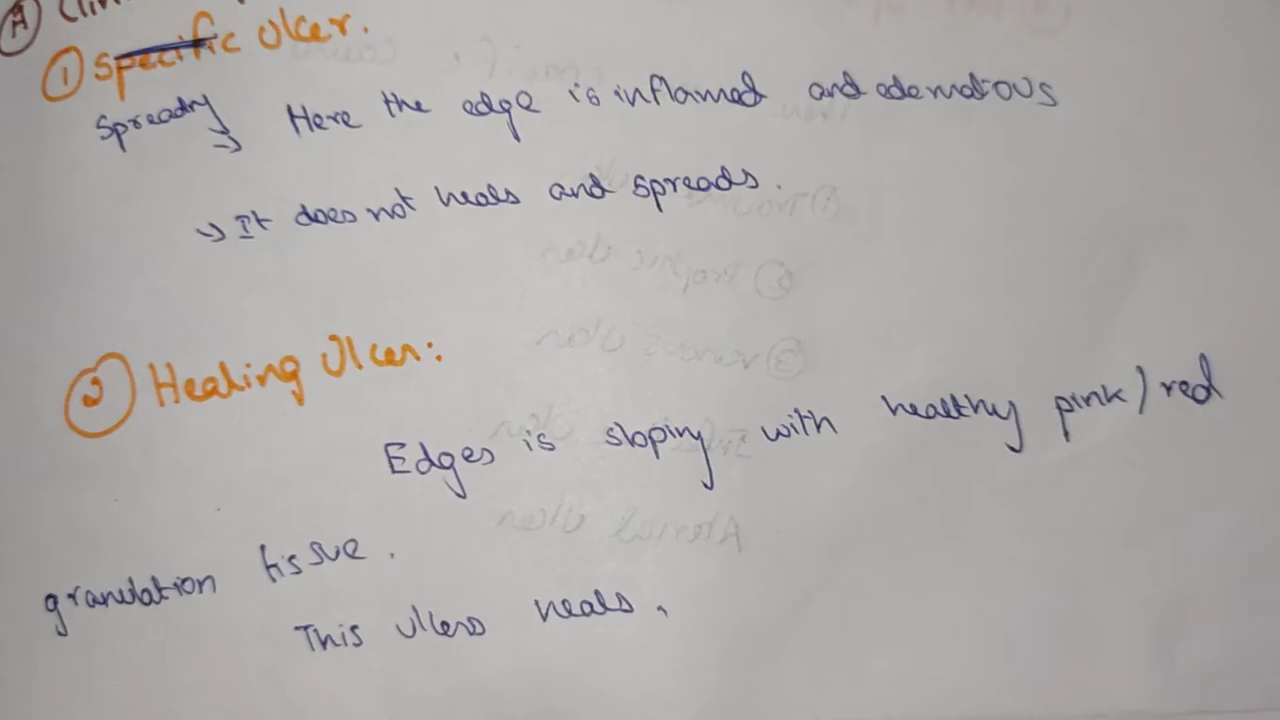 A
① Specific Ulcer.
Spreading → Here the edge is inflamed and edematous
→ It does not heals and spreads.
② Healing Ulcer:
Edges is sloping with healthy pink/red
granulation tissue.
This ulcers heals.